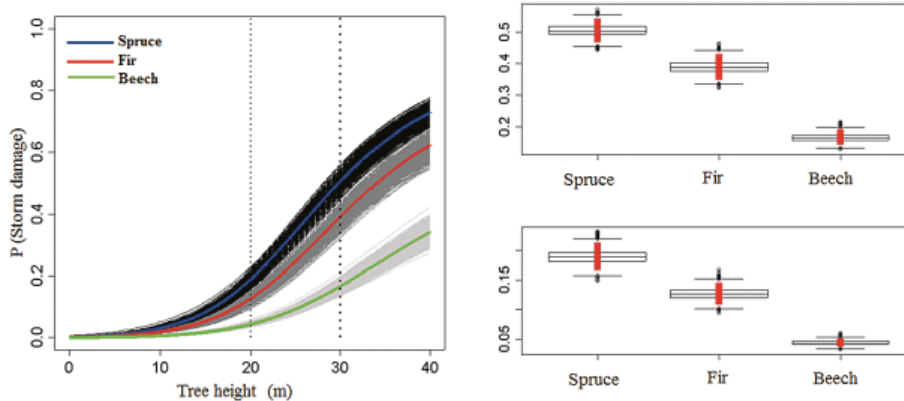 1.0
0.8
0.6
0.4
0.2
0.0
P (Storm damage)
Spruce
Fir
Beech
0 10 20 30 40
Tree height (m)
0.5
0.4
0.2
Spruce Fir Beech
0.15
0.05
Spruce Fir Beech